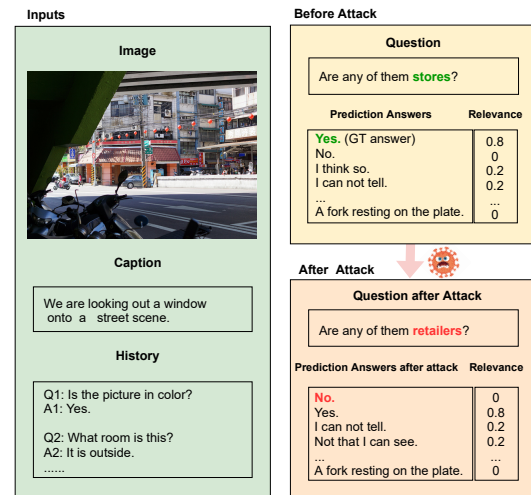 Inputs
Image
Caption
We are looking out a window
onto a street scene.
History
Q1: Is the picture in color?
A1: Yes.
Q2: What room is this?
A2: It is outside.
......
Before Attack
Question
Are any of them stores?
Prediction Answers Relevance
Yes. (GT answer) 0.8
No. 0
I think so. 0.2
I can not tell. 0.2
... ...
A fork resting on the plate. 0
After Attack
Question after Attack
Are any of them retailers?
Prediction Answers after attack Relevance
No. 0
Yes. 0.8
I can not tell. 0.2
Not that I can see. 0.2
... ...
A fork resting on the plate. 0